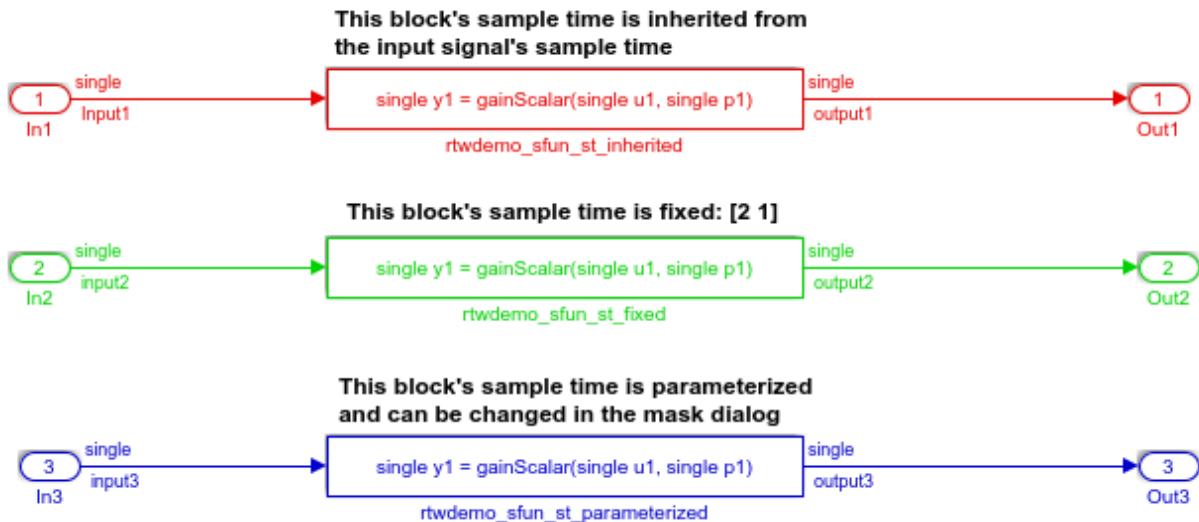 This block's sample time is inherited from
the input signal's sample time
single
1
Input1
In1
single y1 = gainScalar(single u1, single p1)
rtwdemo_sfun_st_inherited
single
output1
1
Out1
This block's sample time is fixed: [2 1]
single
2
input2
In2
single y1 = gainScalar(single u1, single p1)
rtwdemo_sfun_st_fixed
single
output2
2
Out2
This block's sample time is parameterized
and can be changed in the mask dialog
single
3
input3
In3
single y1 = gainScalar(single u1, single p1)
rtwdemo_sfun_st_parameterized
single
output3
3
Out3